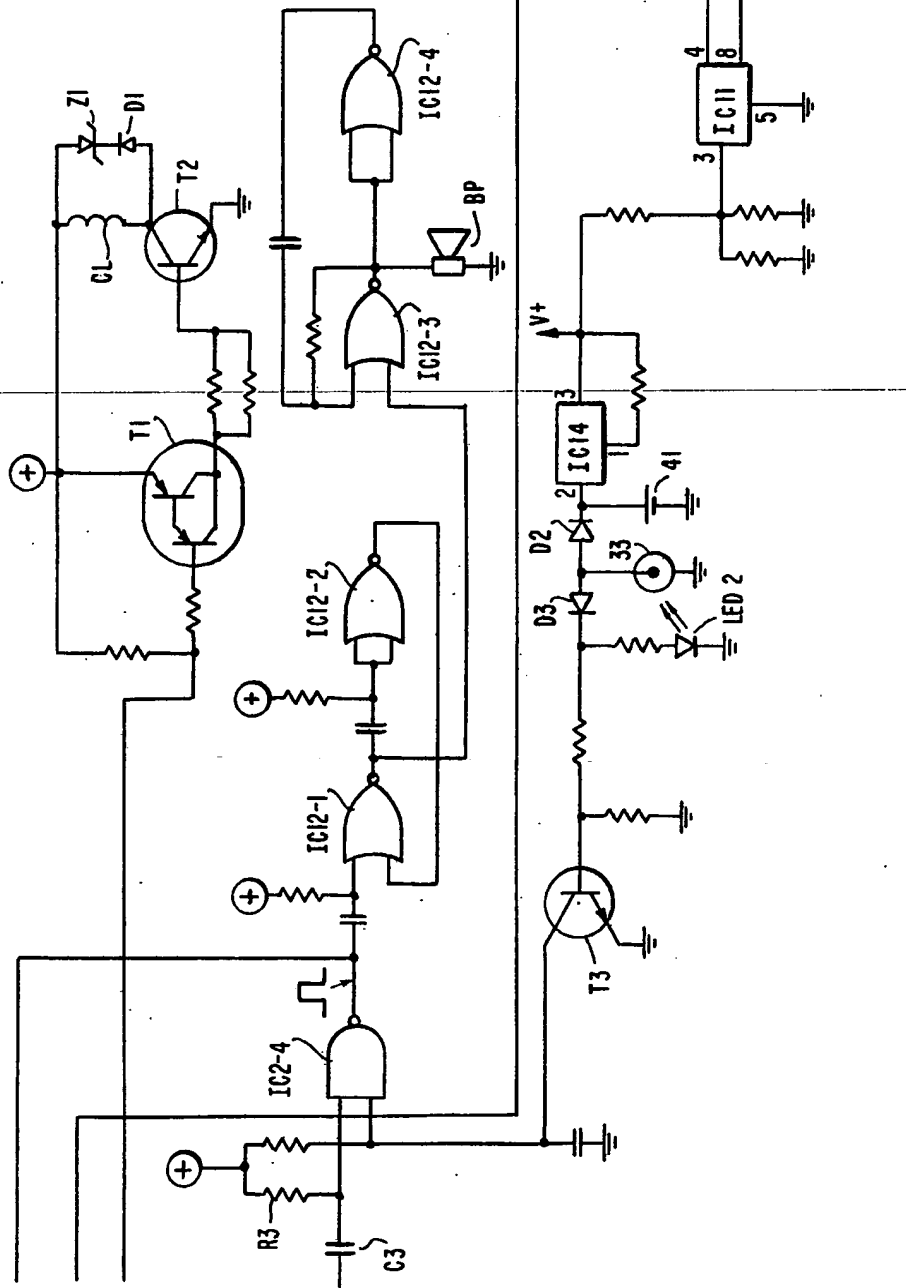 4
8
IC11
3
5
IC12-4
Z1
D1
T2
CL
BP
IC12-3
V+
T1
3
IC14
1
2
41
D2
33
D3
LED 2
IC12-2
IC12-1
T3
IC2-4
R3
C3
+
+
+
+